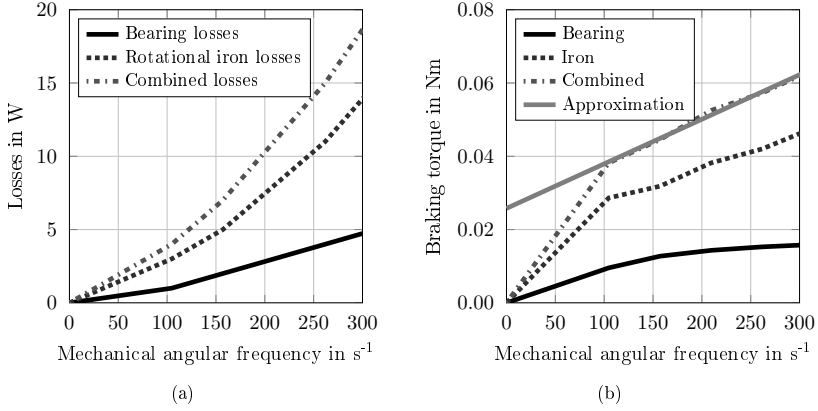 20
15
10
5
0
Losses in W
Bearing losses
Rotational iron losses
Combined losses
0 50 100 150 200 250 300
Mechanical angular frequency in s-1
(a)
0.08
0.06
0.04
0.02
0.00
Braking torque in Nm
Bearing
Iron
Combined
Approximation
0 50 100 150 200 250 300
Mechanical angular frequency in s-1
(b)